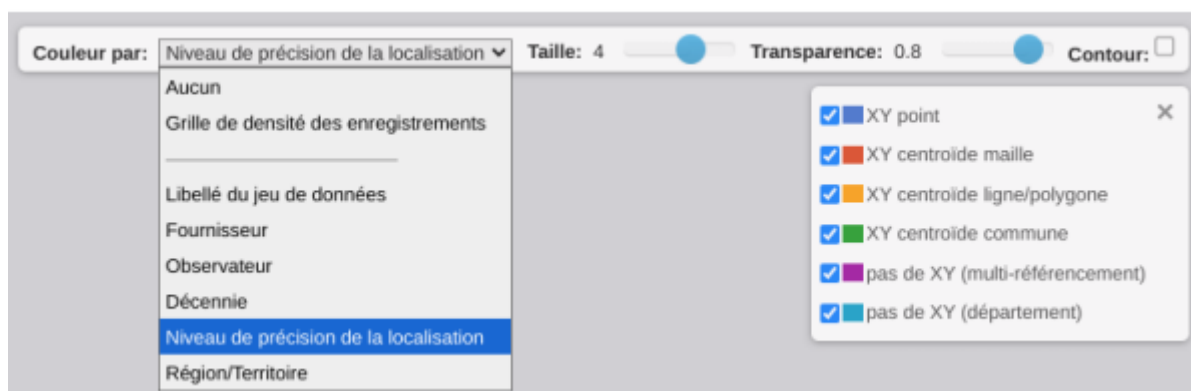 Couleur par: Niveau de précision de la localisation Taille: 4 Transparence: 0.8 Contour:
Aucun
Grille de densité des enregistrements
Libellé du jeu de données
Fournisseur
Observateur
Décennie
Niveau de précision de la localisation
Région/Territoire
XY point
XY centroïde maille
XY centroïde ligne/polygone
XY centroïde commune
pas de XY (multi-référencement)
pas de XY (département)